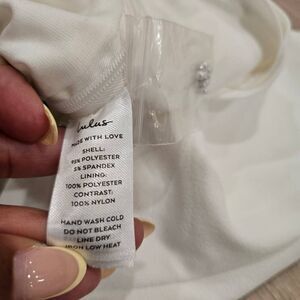 lulus
MADE WITH LOVE
SHELL:
95% POLYESTER
5% SPANDEX
LINING:
100% POLYESTER
CONTRAST:
100% NYLON
HAND WASH COLD
DO NOT BLEACH
LINE DRY
IRON LOW HEAT